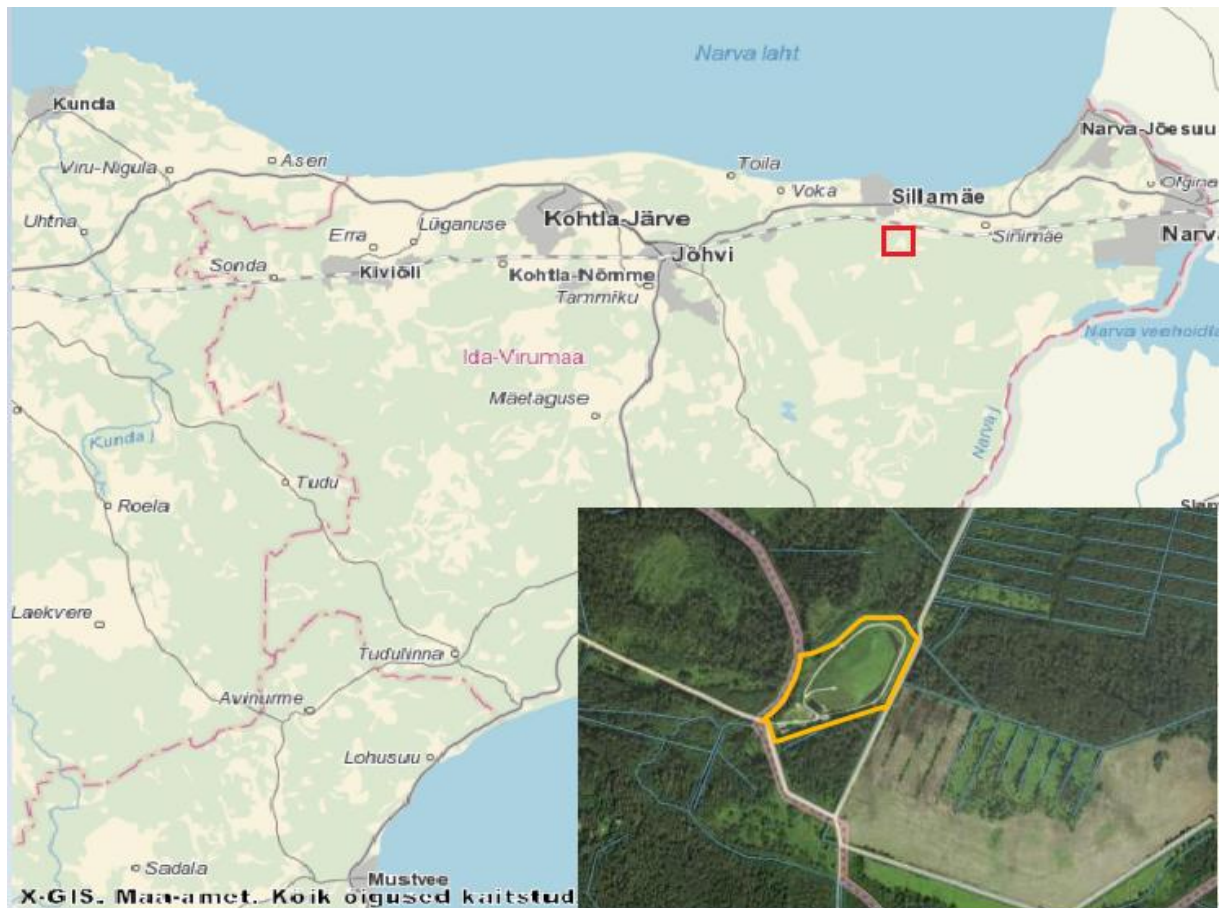 Narva laht
Kunda
Narva-Jõesuu
Viru-Nigula
Aseri
Toila
Voka
Olgina
Sillamäe
Uhtna
Kohtla-Järve
Lüganuse
Erra
Sinimäe
Narva
Jõhvi
Sonda
Kiviõli
Kohtla-Nõmme
Tammiku
Narva veehoidla
Ida-Virumaa
Mäetaguse
Kunda j
Narva j
Tudu
Roela
Laekvere
Tudulinna
Avinurme
Lohusuu
Sadala
Mustvee
X-GIS. Maa-amet. Kõik õigused kaitstud